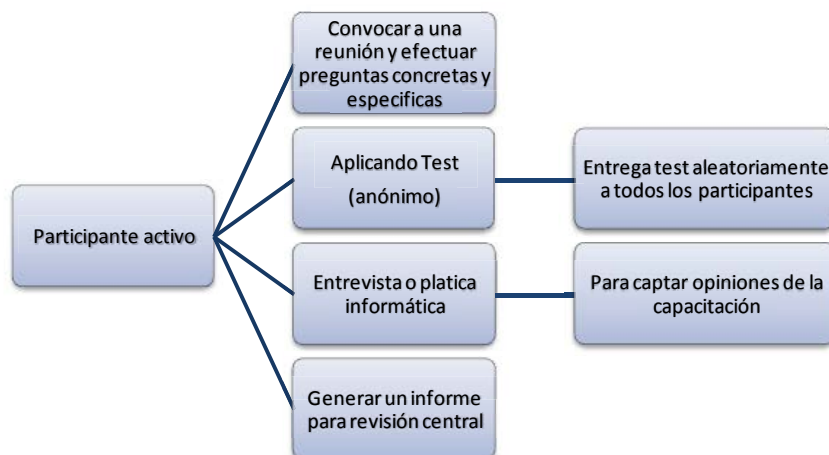 Convocar a una
reunión y efectuar
preguntas concretas y
especificas
Aplicando Test
(anónimo)
Entrega test aleatoriamente
a todos los participantes
Participante activo
Entrevista o platica
informática
Para captar opiniones de la
capacitación
Generar un informe
para revisión central